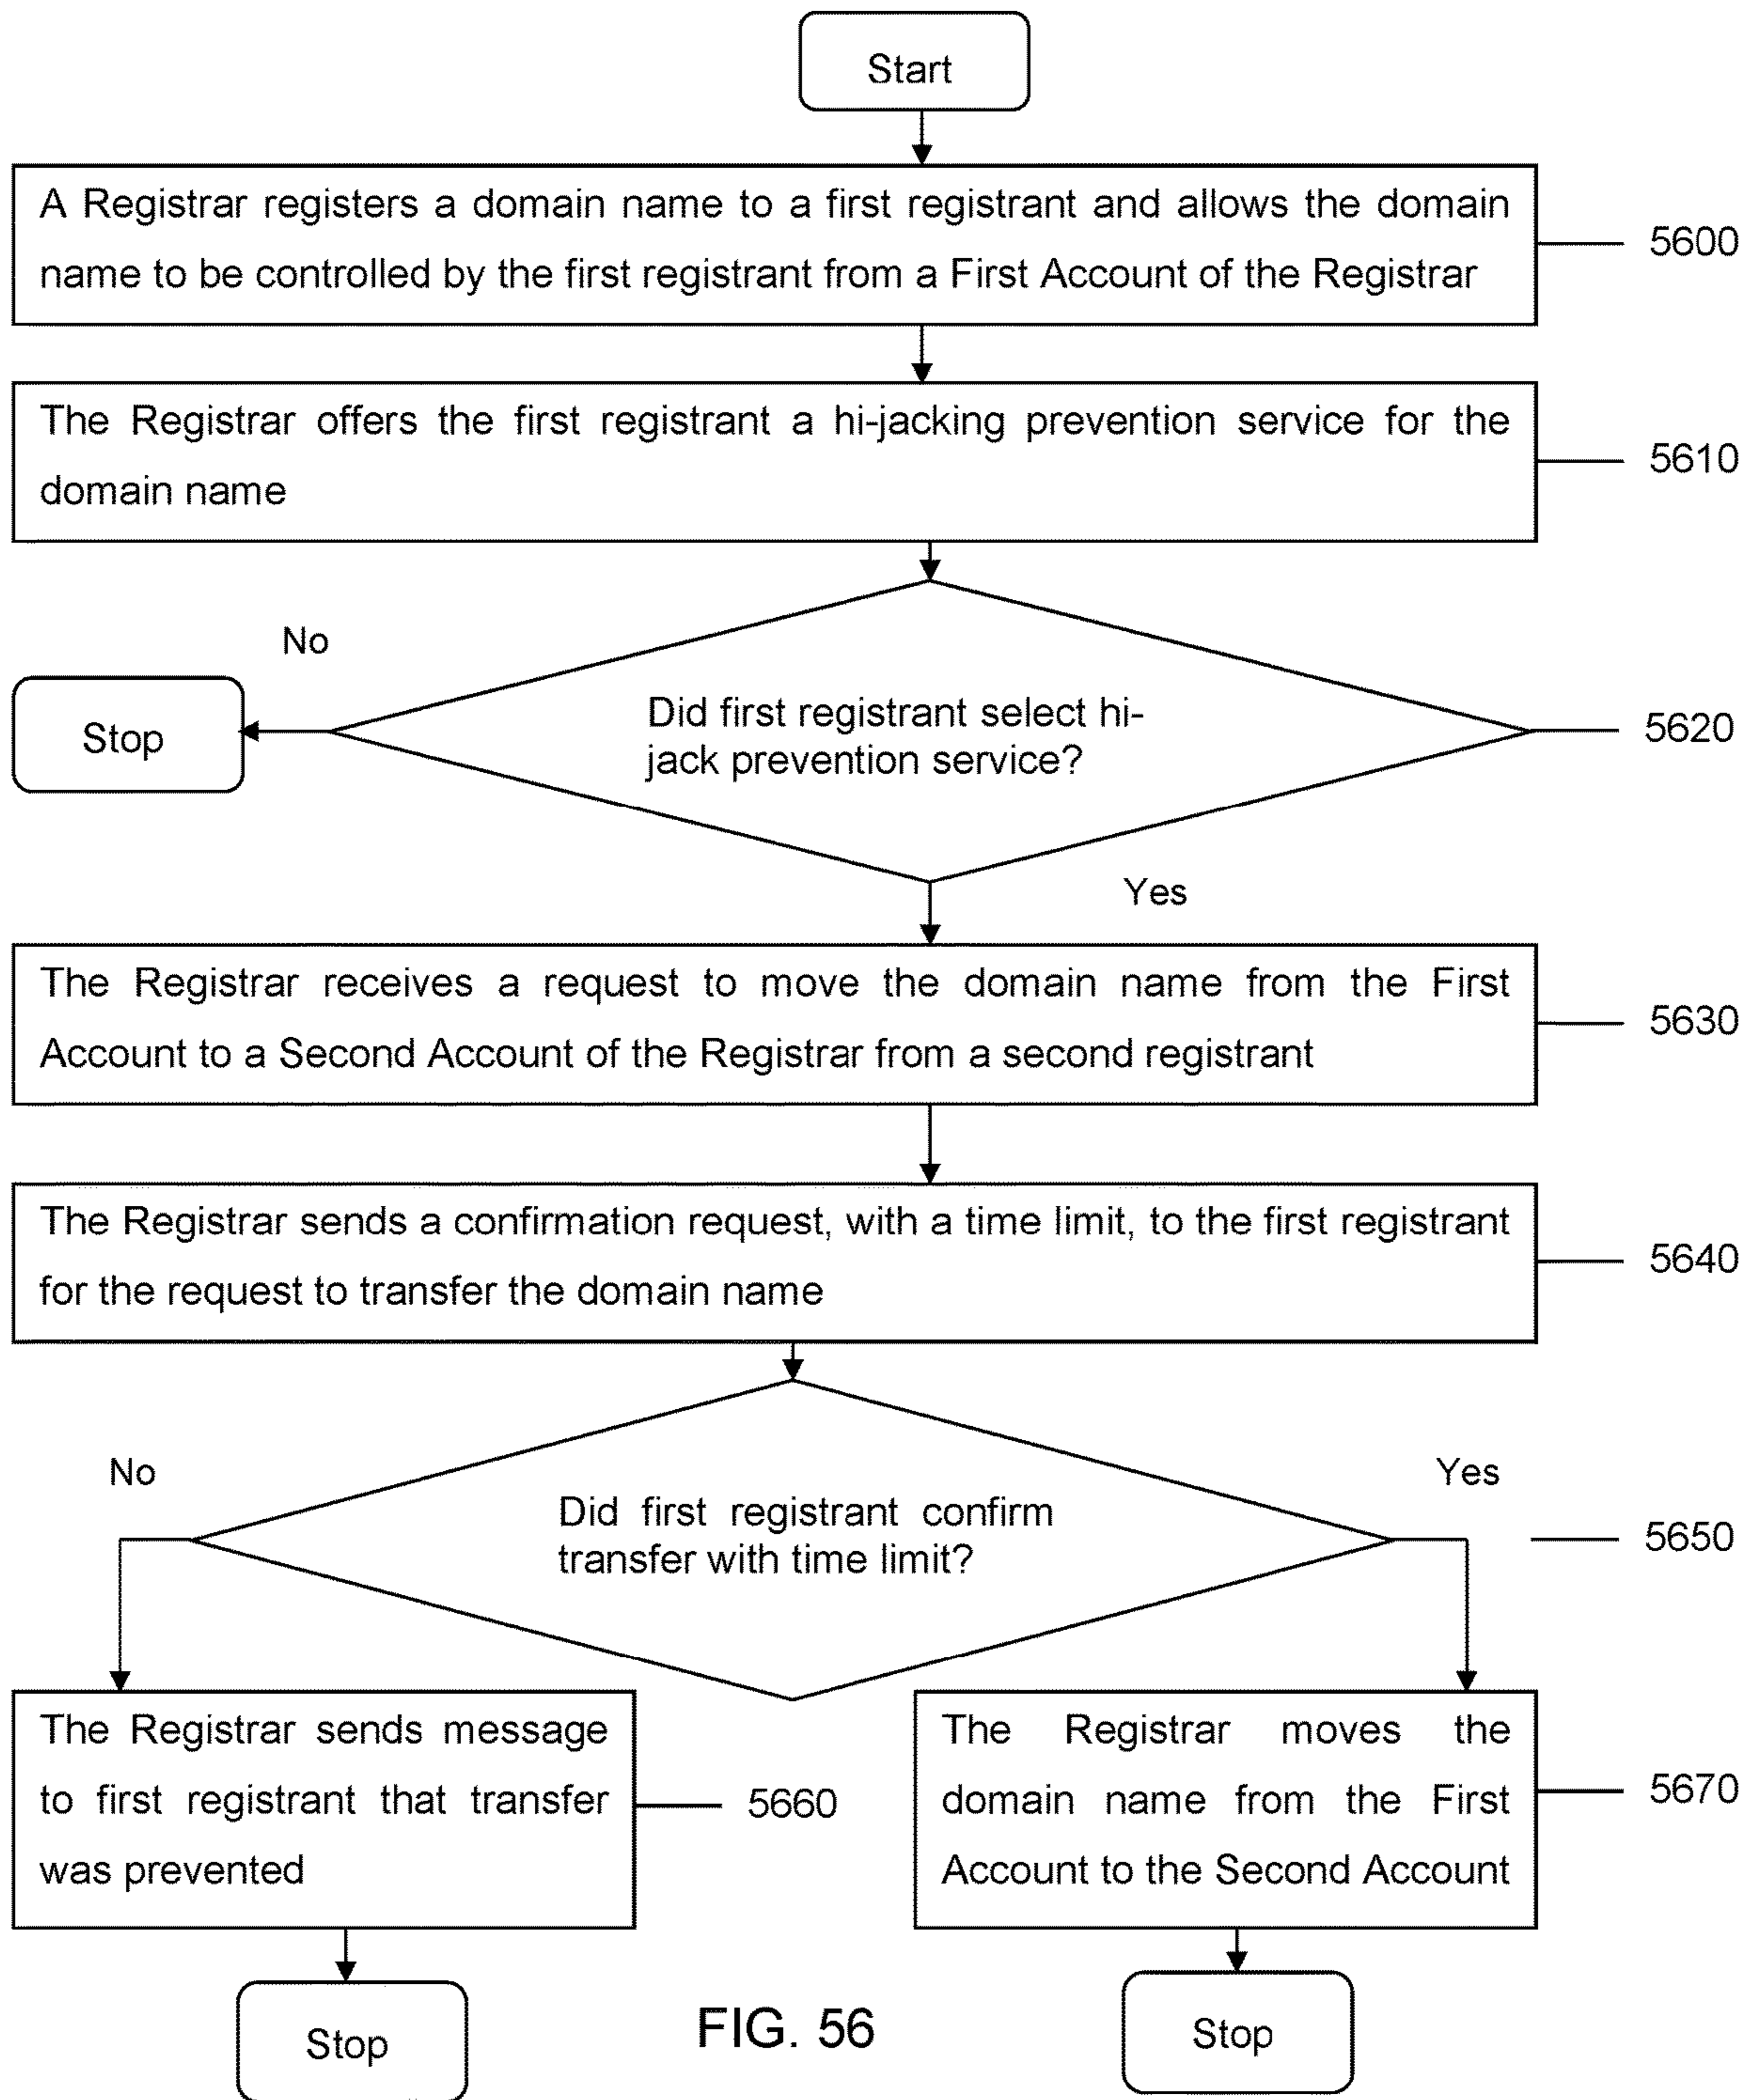 Start
A Registrar registers a domain name to a first registrant and allows the domain
name to be controlled by the first registrant from a First Account of the Registrar
5600
The Registrar offers the first registrant a hi-jacking prevention service for the
domain name
5610
No
Stop
Did first registrant select hi-
jack prevention service?
5620
Yes
The Registrar receives a request to move the domain name from the First
Account to a Second Account of the Registrar from a second registrant
5630
The Registrar sends a confirmation request, with a time limit, to the first registrant
for the request to transfer the domain name
5640
No
Yes
Did first registrant confirm
transfer with time limit?
5650
The Registrar sends message
to first registrant that transfer
was prevented
5660
The Registrar moves the
domain name from the First
Account to the Second Account
5670
Stop
FIG. 56
Stop